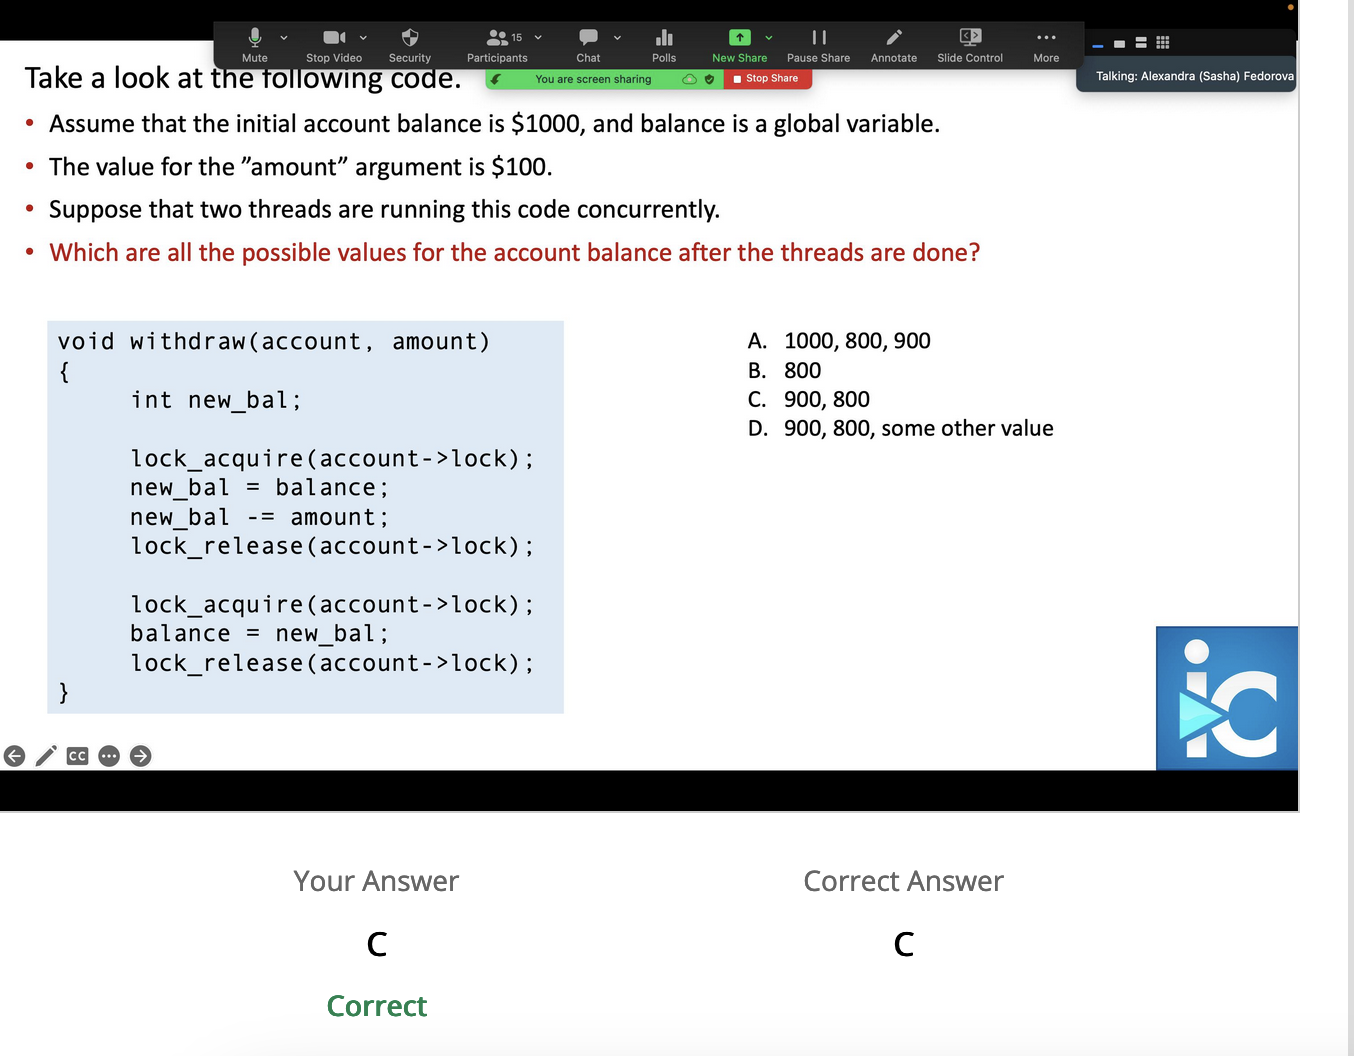 Mute
Stop Video
Security
Participants
15
Chat
Polls
New Share
Pause Share
Annotate
Slide Control
More
You are screen sharing
Stop Share
Talking: Alexandra (Sasha) Fedorova
Take a look at the following code.
• Assume that the initial account balance is $1000, and balance is a global variable.
• The value for the ”amount” argument is $100.
• Suppose that two threads are running this code concurrently.
• Which are all the possible values for the account balance after the threads are done?
void withdraw(account, amount)
{
int new_bal;
lock_acquire(account->lock);
new_bal = balance;
new_bal -= amount;
lock_release(account->lock);
lock_acquire(account->lock);
balance = new_bal;
lock_release(account->lock);
}
A. 1000, 800, 900
B. 800
C. 900, 800
D. 900, 800, some other value
CC
ic
Your Answer
C
Correct
Correct Answer
C